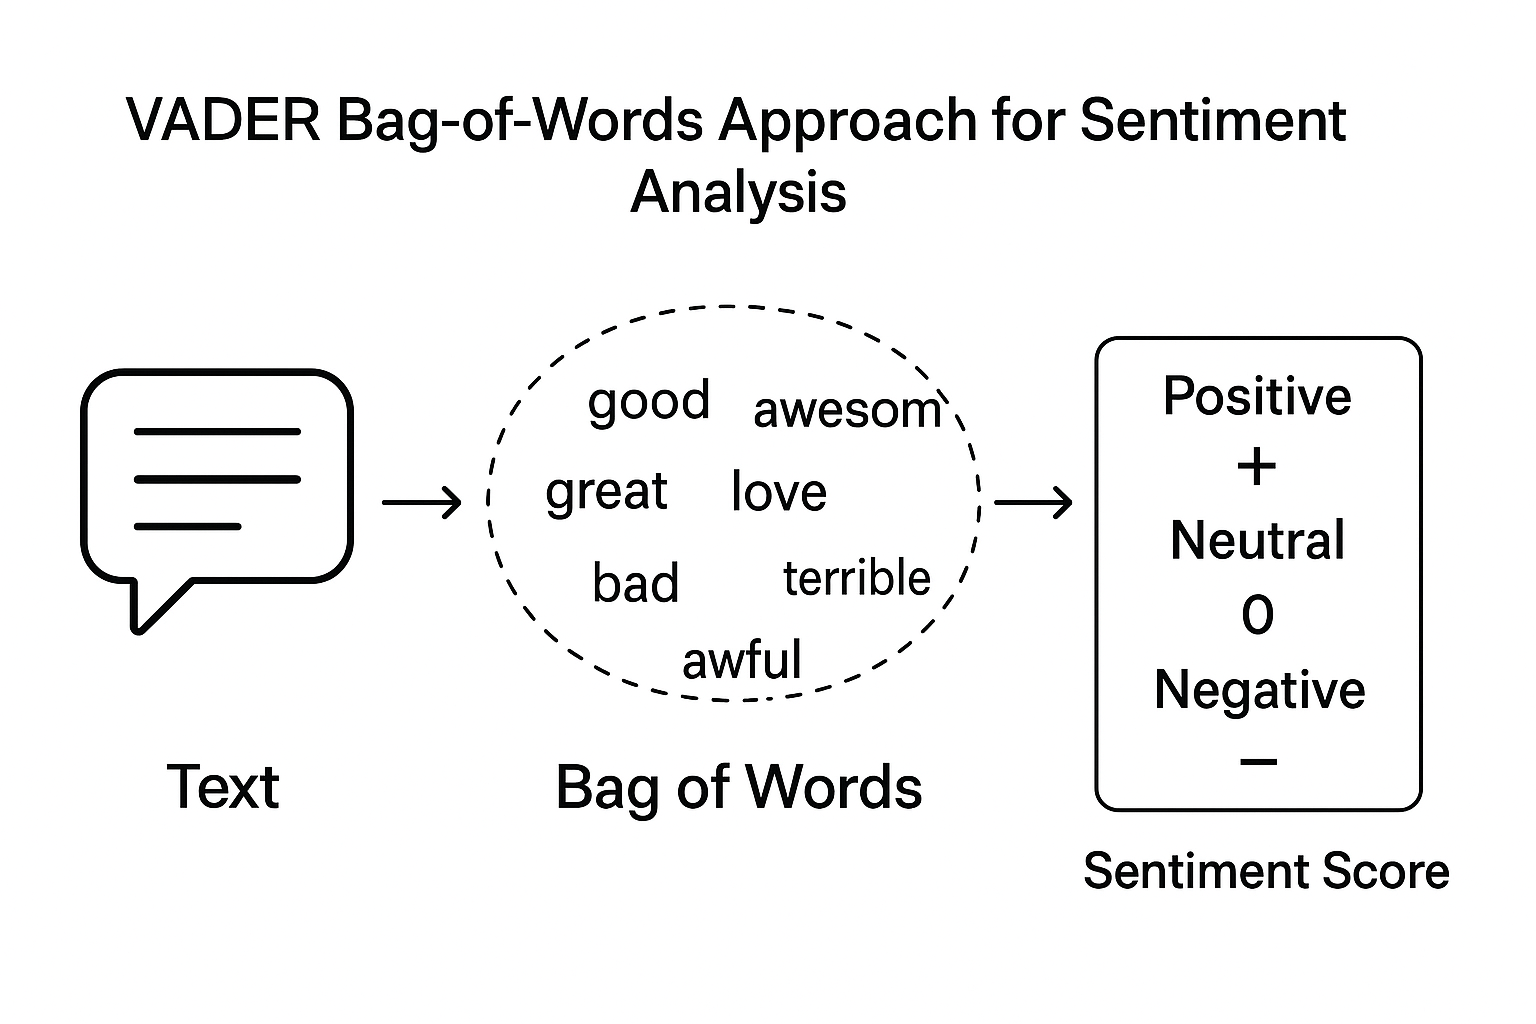 VADER Bag-of-Words Approach for Sentiment
Analysis
good awesom
great love
bad terrible
awful
Positive
+
Neutral
0
Negative
−
Text
Bag of Words
Sentiment Score